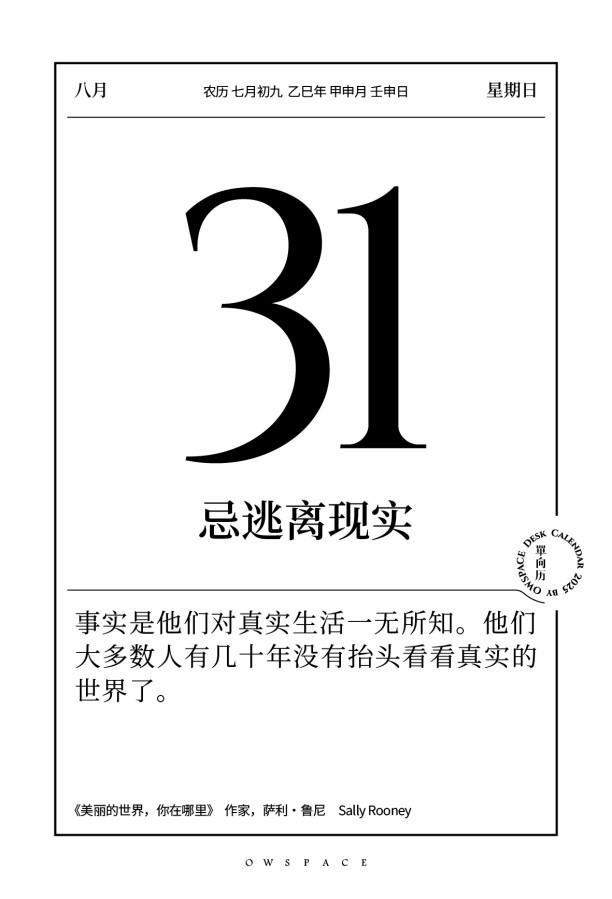 八月 农历 七月初九 乙巳年 甲申月 壬申日 星期日
31
忌逃离现实
單向历
DESK CALENDAR 2025 BY OWSPACE
事实是他们对真实生活一无所知。他们
大多数人有几十年没有抬头看看真实的
世界了。
《美丽的世界，你在哪里》 作家，萨利·鲁尼 Sally Rooney
OWSPACE